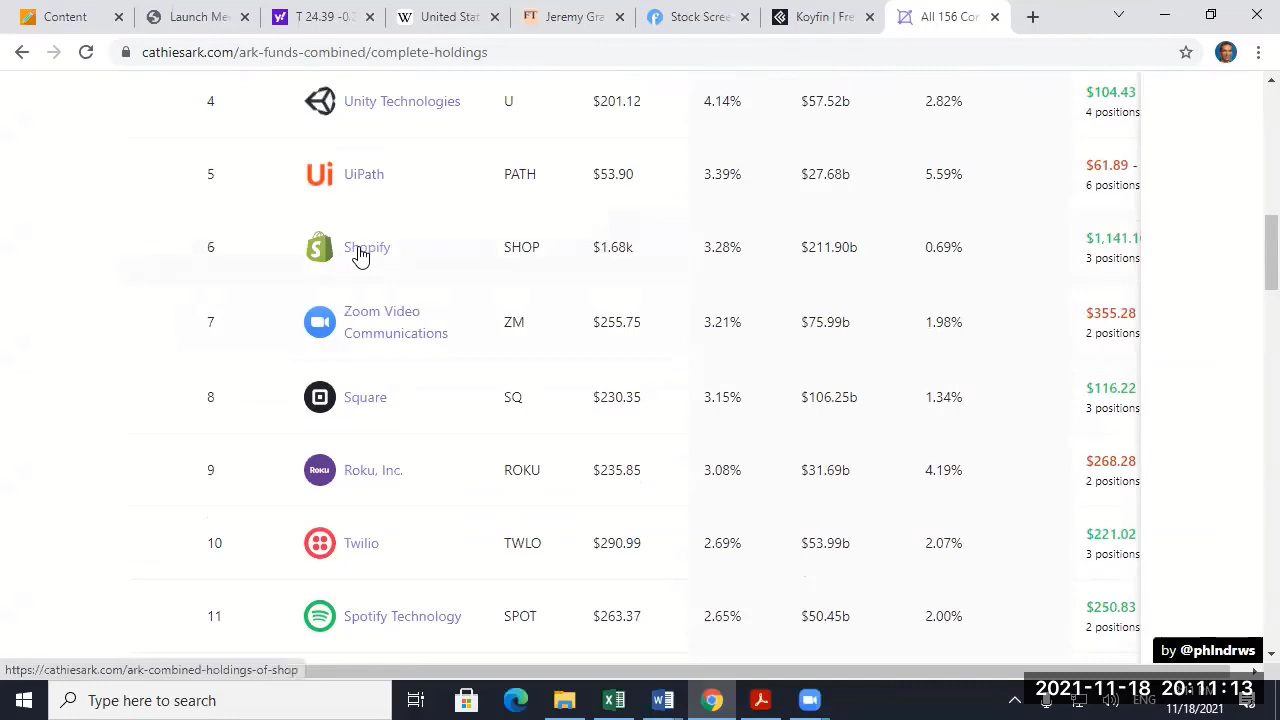 Content
Launch Me
T 24.39 -0.2
United Stat
Jeremy Gra
Stock Scree
Koyfin | Fre
All 156 Cor
cathiesark.com/ark-funds-combined/complete-holdings
4 Unity Technologies U $201.12 4.14% $57.52b 2.82% $104.43
4 positions
5 UiPath PATH $53.90 3.39% $27.68b 5.59% $61.89 -
6 positions
6 Shopify SHOP $1.68k 3.28% $211.90b 0.69% $1,141.1
3 positions
7 Zoom Video Communications ZM $255.75 3.21% $75.99b 1.98% $355.28
2 positions
8 Square SQ $230.35 3.15% $106.25b 1.34% $116.22
3 positions
9 Roku, Inc. ROKU $235.85 3.08% $31.69b 4.19% $268.28
2 positions
10 Twilio TWLO $290.99 2.69% $53.99b 2.07% $221.02
3 positions
11 Spotify Technology SPOT $263.37 2.65% $50.45b 2.00% $250.83
2 positions
by @phlndrws
https://cathiesark.com/ark-combined-holdings-of-shop
Type here to search
2021-11-18 20:11:13
ENG
11/18/2021